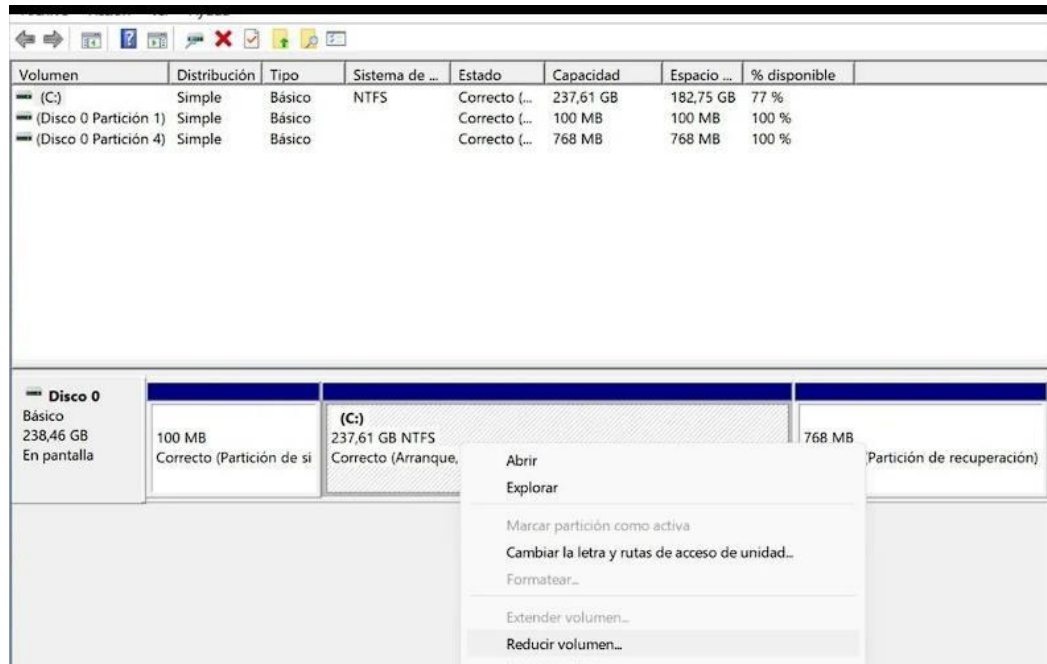 Volumen Distribución Tipo Sistema de ... Estado Capacidad Espacio ... % disponible
(C:) Simple Básico NTFS Correcto (... 237,61 GB 182,75 GB 77 %
(Disco 0 Partición 1) Simple Básico Correcto (... 100 MB 100 MB 100 %
(Disco 0 Partición 4) Simple Básico Correcto (... 768 MB 768 MB 100 %
Disco 0
Básico
238,46 GB
En pantalla
100 MB
Correcto (Partición de si
(C:)
237,61 GB NTFS
Correcto (Arranque,
768 MB
(Partición de recuperación)
Abrir
Explorar
Marcar partición como activa
Cambiar la letra y rutas de acceso de unidad...
Formatear...
Extender volumen...
Reducir volumen...